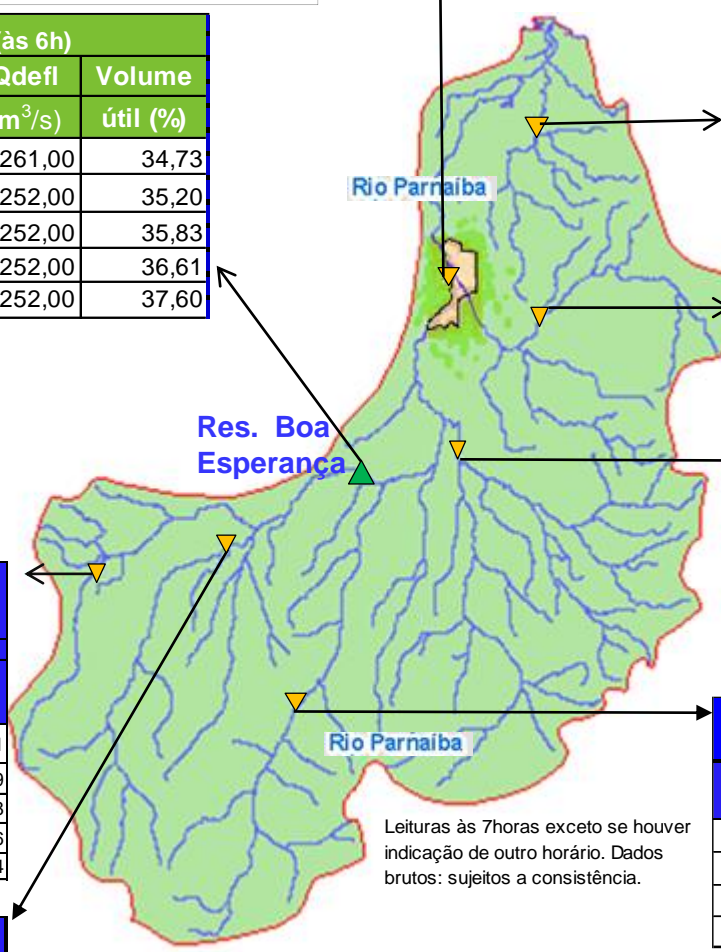 (às 6h)
Qdefl Volume
m³/s) útil (%)
261,00 34,73
252,00 35,20
252,00 35,83
252,00 36,61
252,00 37,60
Rio Parnaíba
Res. Boa
Esperança
Rio Parnaíba
Leituras às 7horas exceto se houver
indicação de outro horário. Dados
brutos: sujeitos a consistência.